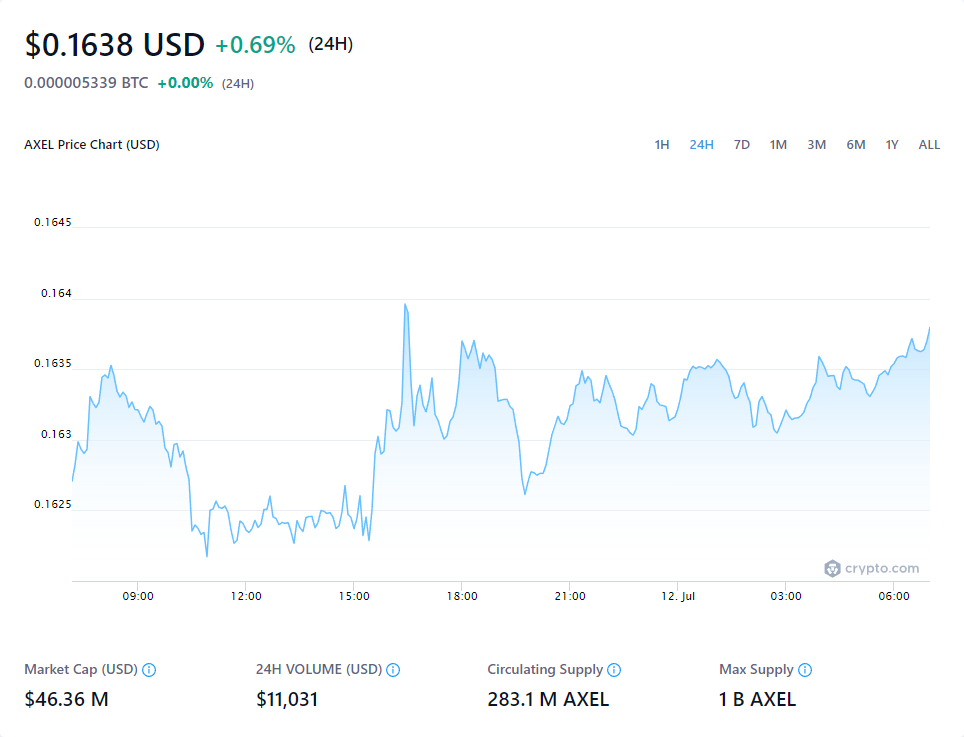 $0.1638 USD +0.69% (24H)
0.000005339 BTC +0.00% (24H)
AXEL Price Chart (USD) 1H 24H 7D 1M 3M 6M 1Y ALL
0.1645
0.164
0.1635
0.163
0.1625
crypto.com
09:00 12:00 15:00 18:00 21:00 12. Jul 03:00 06:00
Market Cap (USD) 24H VOLUME (USD) Circulating Supply Max Supply
$46.36 M $11,031 283.1 M AXEL 1 B AXEL